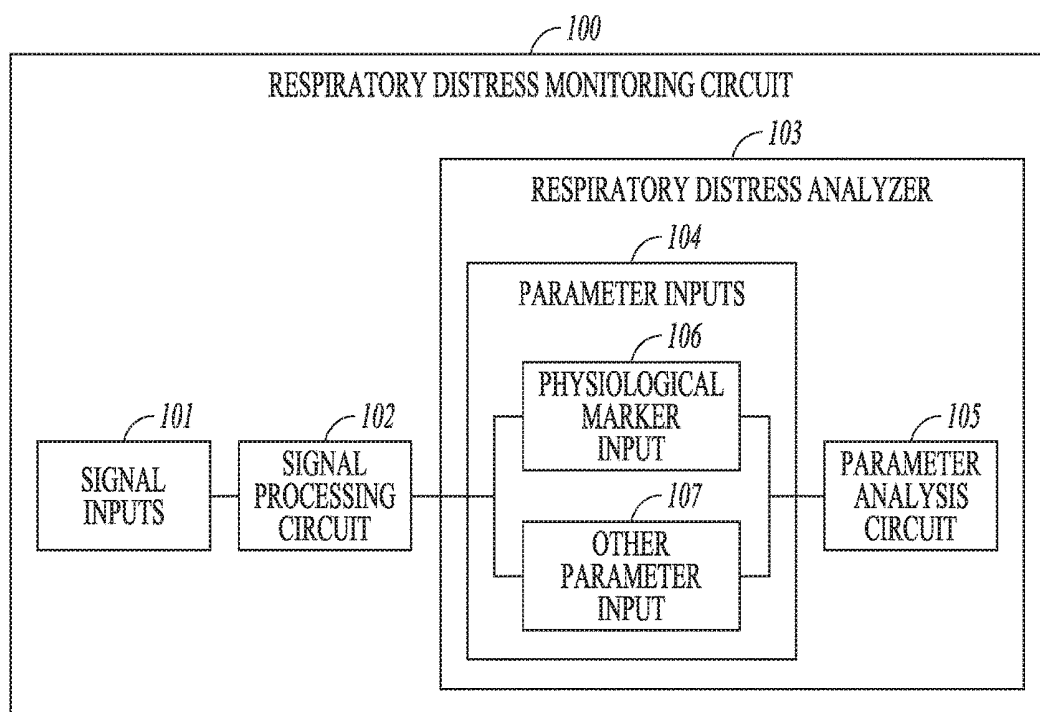 100
RESPIRATORY DISTRESS MONITORING CIRCUIT
103
RESPIRATORY DISTRESS ANALYZER
104
PARAMETER INPUTS
106
PHYSIOLOGICAL
MARKER
INPUT
101
SIGNAL
INPUTS
102
SIGNAL
PROCESSING
CIRCUIT
107
OTHER
PARAMETER
INPUT
105
PARAMETER
ANALYSIS
CIRCUIT